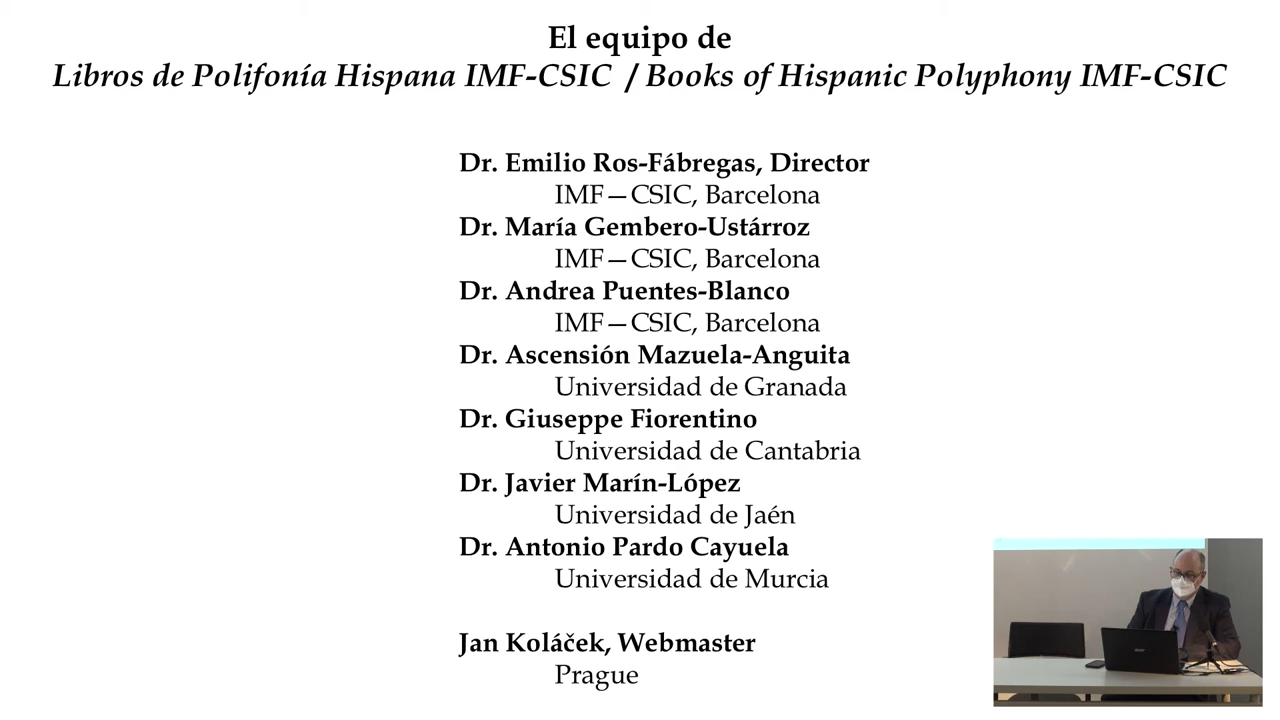 El equipo de
Libros de Polifonía Hispana IMF-CSIC / Books of Hispanic Polyphony IMF-CSIC
Dr. Emilio Ros-Fábregas, Director
IMF—CSIC, Barcelona
Dr. María Gembero-Ustárroz
IMF—CSIC, Barcelona
Dr. Andrea Puentes-Blanco
IMF—CSIC, Barcelona
Dr. Ascensión Mazuela-Anguita
Universidad de Granada
Dr. Giuseppe Fiorentino
Universidad de Cantabria
Dr. Javier Marín-López
Universidad de Jaén
Dr. Antonio Pardo Cayuela
Universidad de Murcia
Jan Koláček, Webmaster
Prague